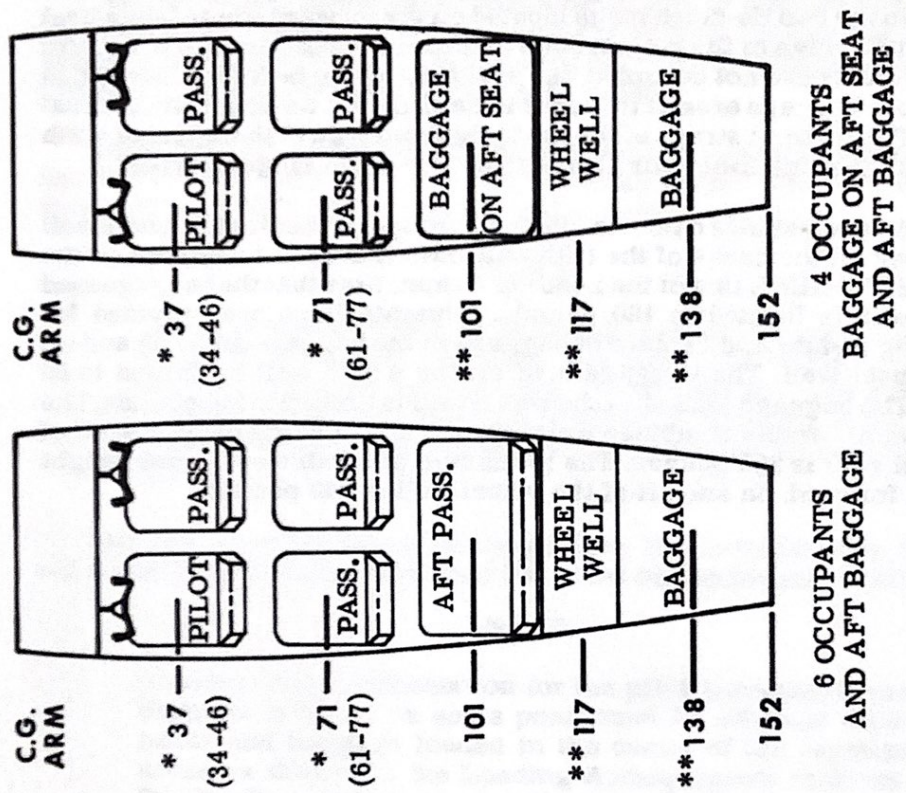 C.G.
ARM
* 37
(34-46)
PILOT
PASS.
* 71
(61-77)
PASS.
PASS.
101
AFT PASS.
** 117
WHEEL
WELL
** 138
BAGGAGE
152
6 OCCUPANTS
AND AFT BAGGAGE
C.G.
ARM
* 37
(34-46)
PILOT
PASS.
* 71
(61-77)
PASS.
PASS.
** 101
BAGGAGE
ON AFT SEAT
** 117
WHEEL
WELL
** 138
BAGGAGE
152
4 OCCUPANTS
BAGGAGE ON AFT SEAT
AND AFT BAGGAGE